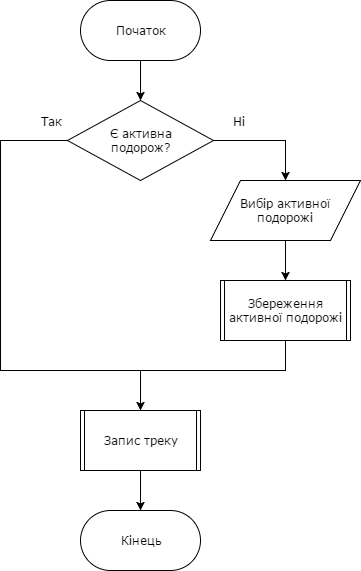 Початок
Так
Є активна
подорож?
Ні
Вибір активної
подорожі
Збереження
активної подорожі
Запис треку
Кінець